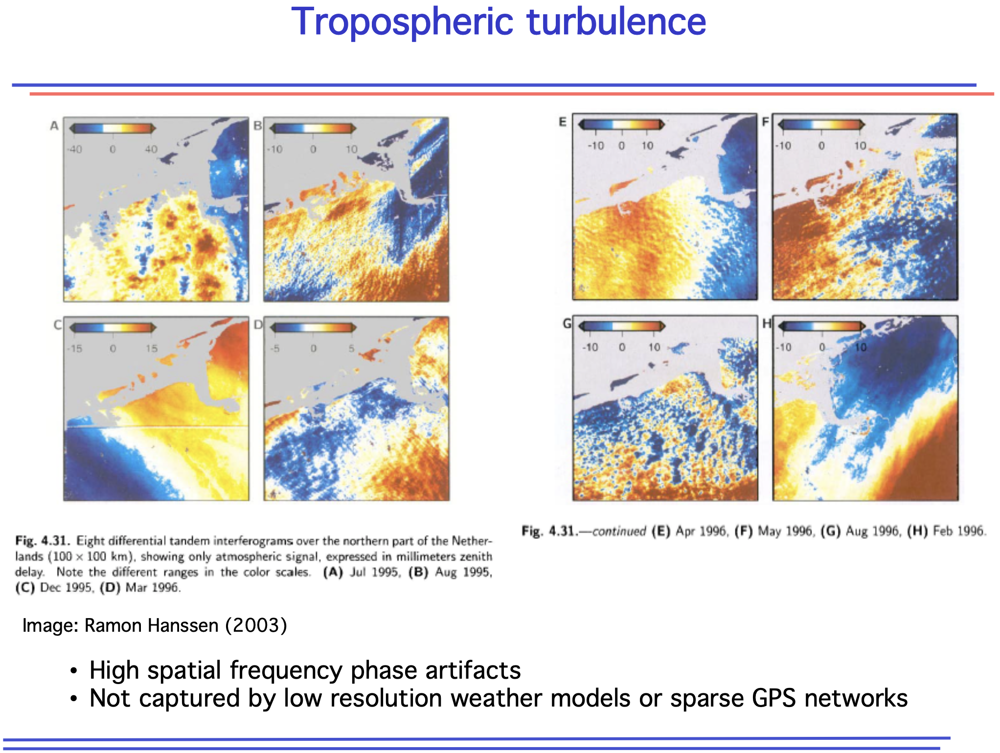 Tropospheric turbulence
A
-40 0 40
B
-10 0 10
C
-15 0 15
D
-5 0 5
E
-10 0 10
F
-10 0 10
G
-10 0 10
H
-10 0 10
Fig. 4.31. Eight differential tandem interferograms over the northern part of the Nether-
lands (100 × 100 km), showing only atmospheric signal, expressed in millimeters zenith
delay. Note the different ranges in the color scales. (A) Jul 1995, (B) Aug 1995,
(C) Dec 1995, (D) Mar 1996.
Fig. 4.31.—continued (E) Apr 1996, (F) May 1996, (G) Aug 1996, (H) Feb 1996.
Image: Ramon Hanssen (2003)
• High spatial frequency phase artifacts
• Not captured by low resolution weather models or sparse GPS networks